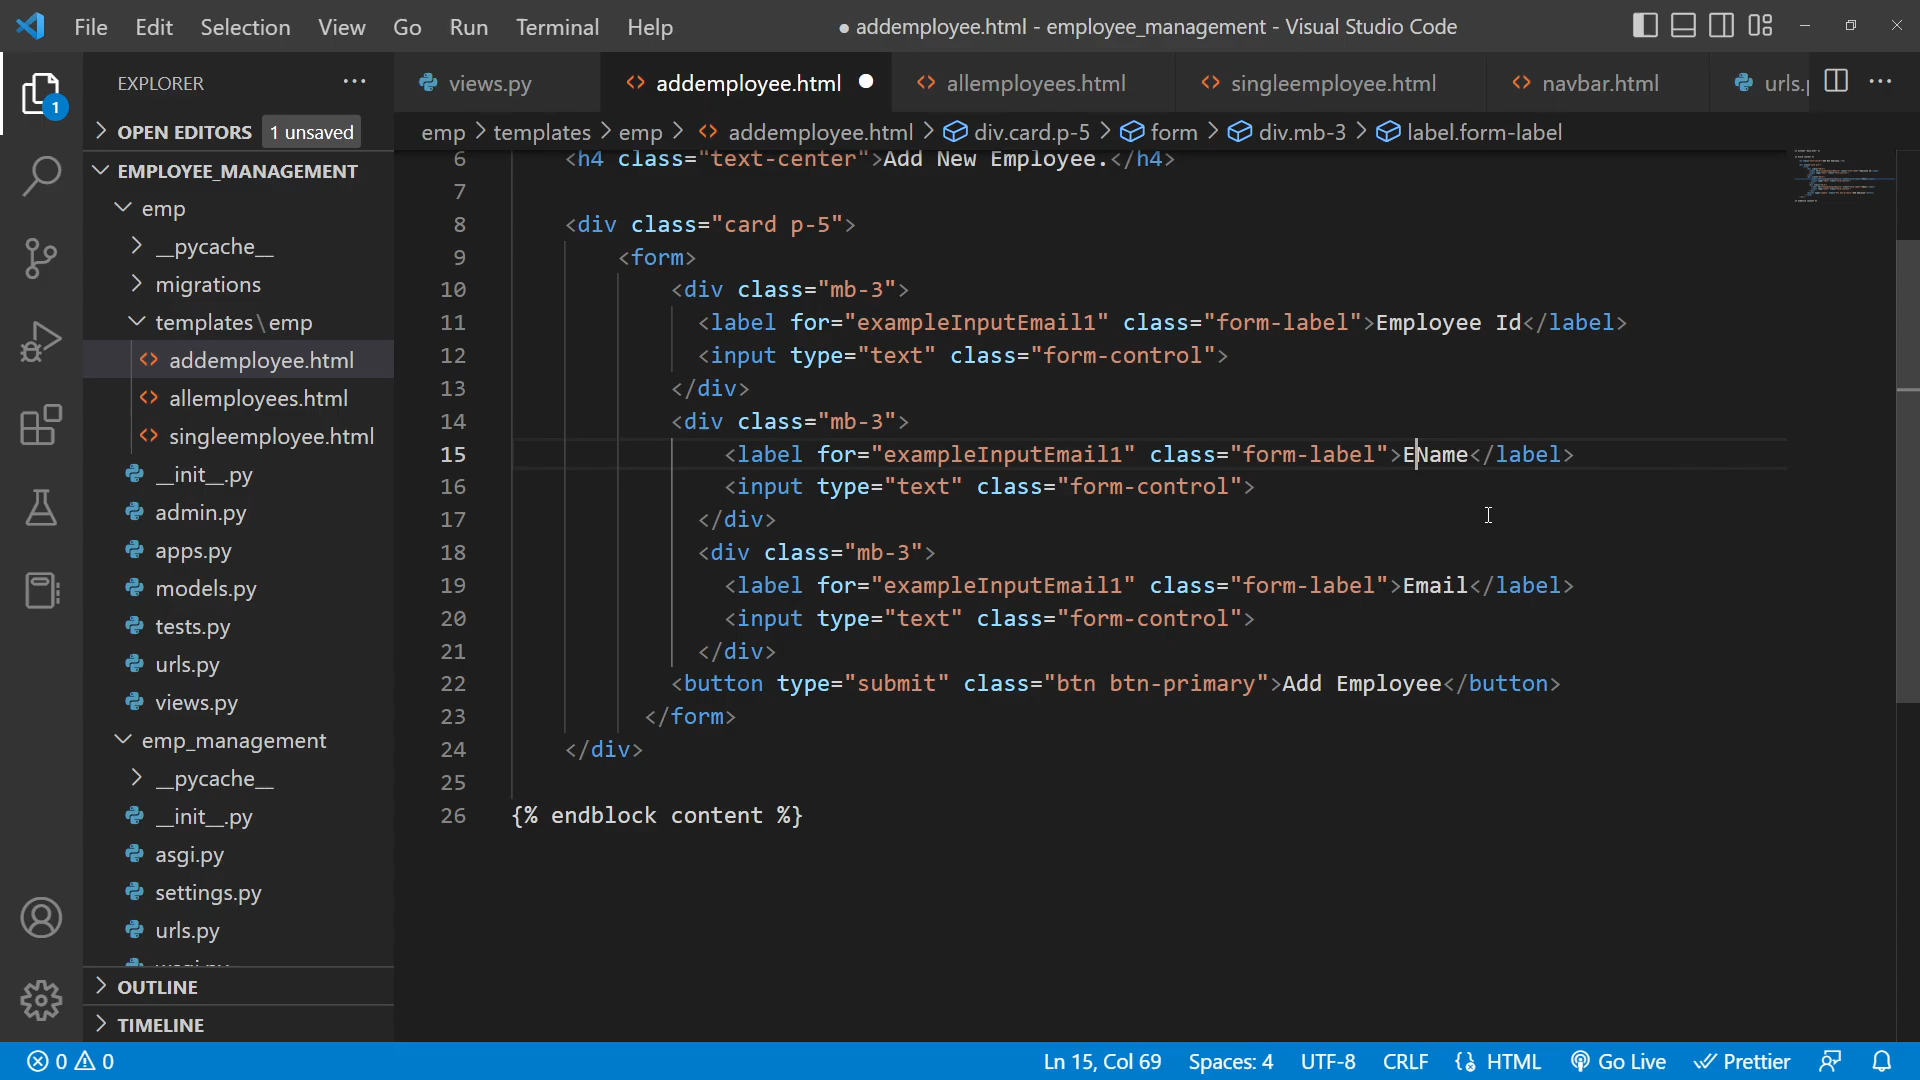 File Edit Selection View Go Run Terminal Help
● addemployee.html - employee_management - Visual Studio Code
EXPLORER
views.py
addemployee.html
allemployees.html
singleemployee.html
navbar.html
urls.
OPEN EDITORS 1 unsaved
emp > templates > emp > addemployee.html > div.card.p-5 > form > div.mb-3 > label.form-label
1
EMPLOYEE_MANAGEMENT
emp
__pycache__
migrations
templates\emp
addemployee.html
allemployees.html
singleemployee.html
__init__.py
admin.py
apps.py
models.py
tests.py
urls.py
views.py
emp_management
__pycache__
__init__.py
asgi.py
settings.py
urls.py
OUTLINE
TIMELINE
6 <h4 class="text-center">Add New Employee.</h4>
7
8 <div class="card p-5">
9 <form>
10 <div class="mb-3">
11 <label for="exampleInputEmail1" class="form-label">Employee Id</label>
12 <input type="text" class="form-control">
13 </div>
14 <div class="mb-3">
15 <label for="exampleInputEmail1" class="form-label">EName</label>
16 <input type="text" class="form-control">
17 </div>
18 <div class="mb-3">
19 <label for="exampleInputEmail1" class="form-label">Email</label>
20 <input type="text" class="form-control">
21 </div>
22 <button type="submit" class="btn btn-primary">Add Employee</button>
23 </form>
24 </div>
25
26 {% endblock content %}
0 0 Ln 15, Col 69 Spaces: 4 UTF-8 CRLF HTML Go Live Prettier